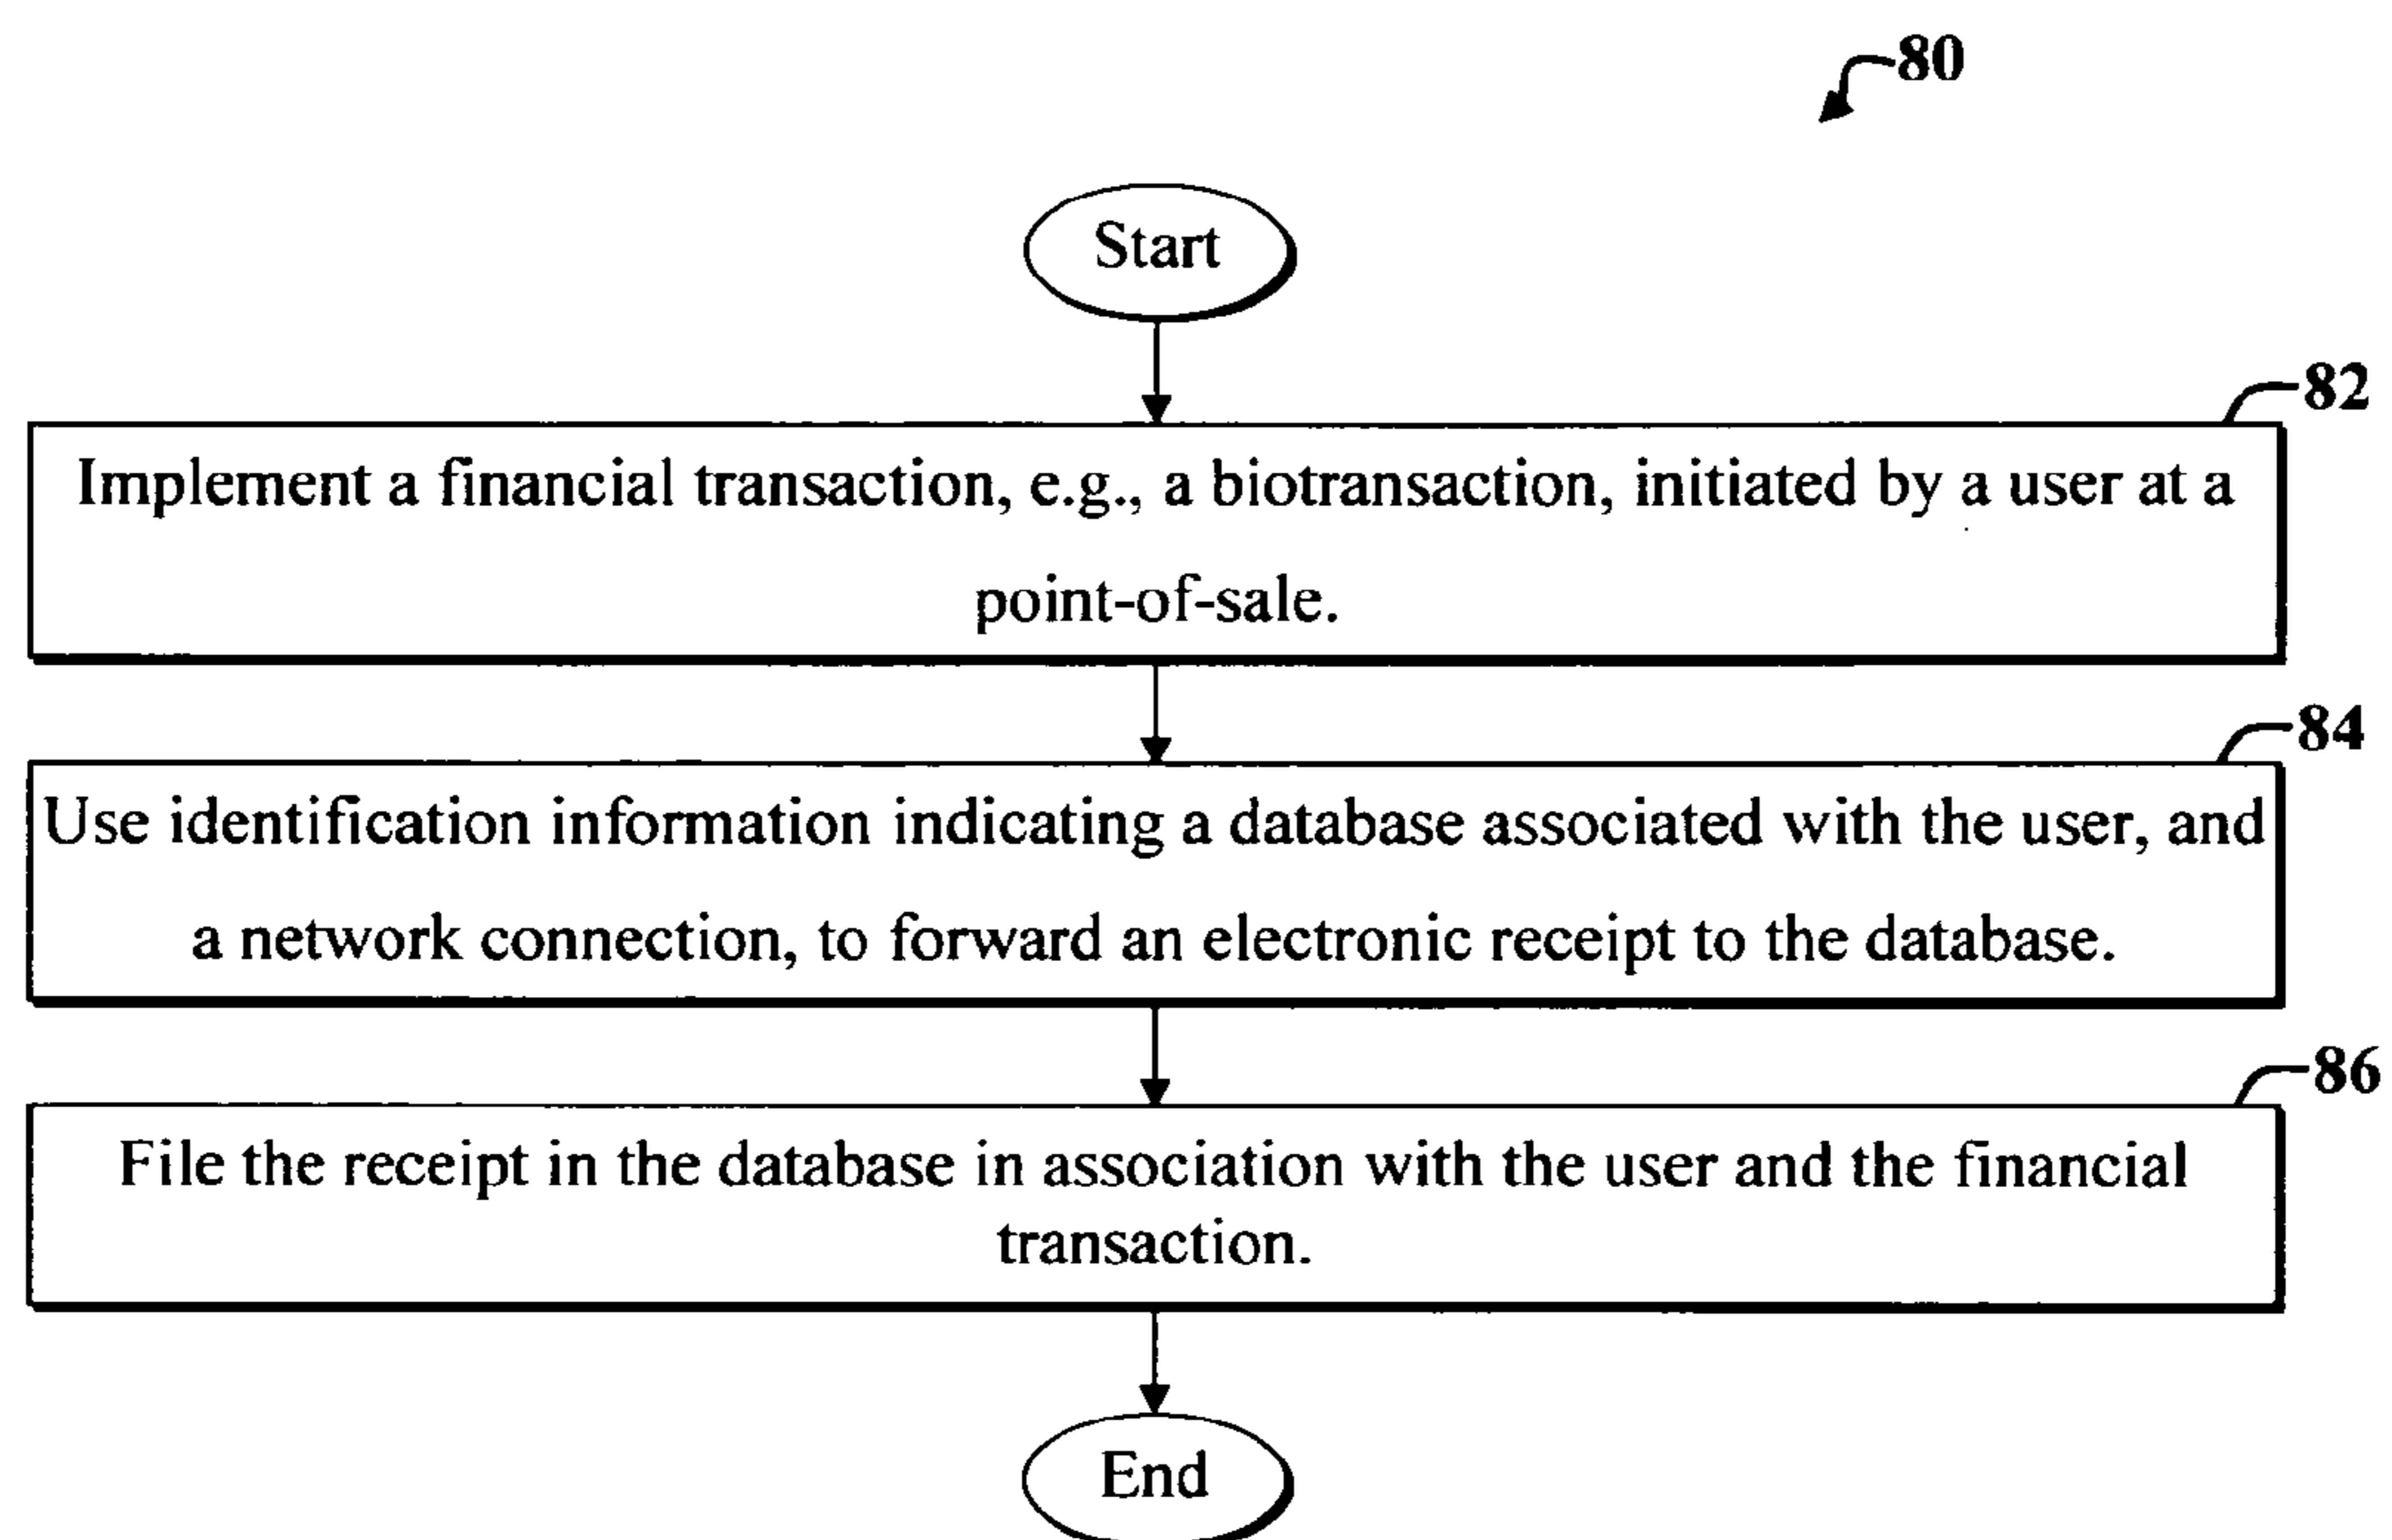 80
Start
82
Implement a financial transaction, e.g., a biotransaction, initiated by a user at a
point-of-sale.
84
Use identification information indicating a database associated with the user, and
a network connection, to forward an electronic receipt to the database.
86
File the receipt in the database in association with the user and the financial
transaction.
End